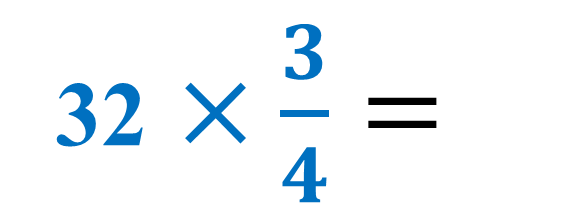 32 × 3/4 =